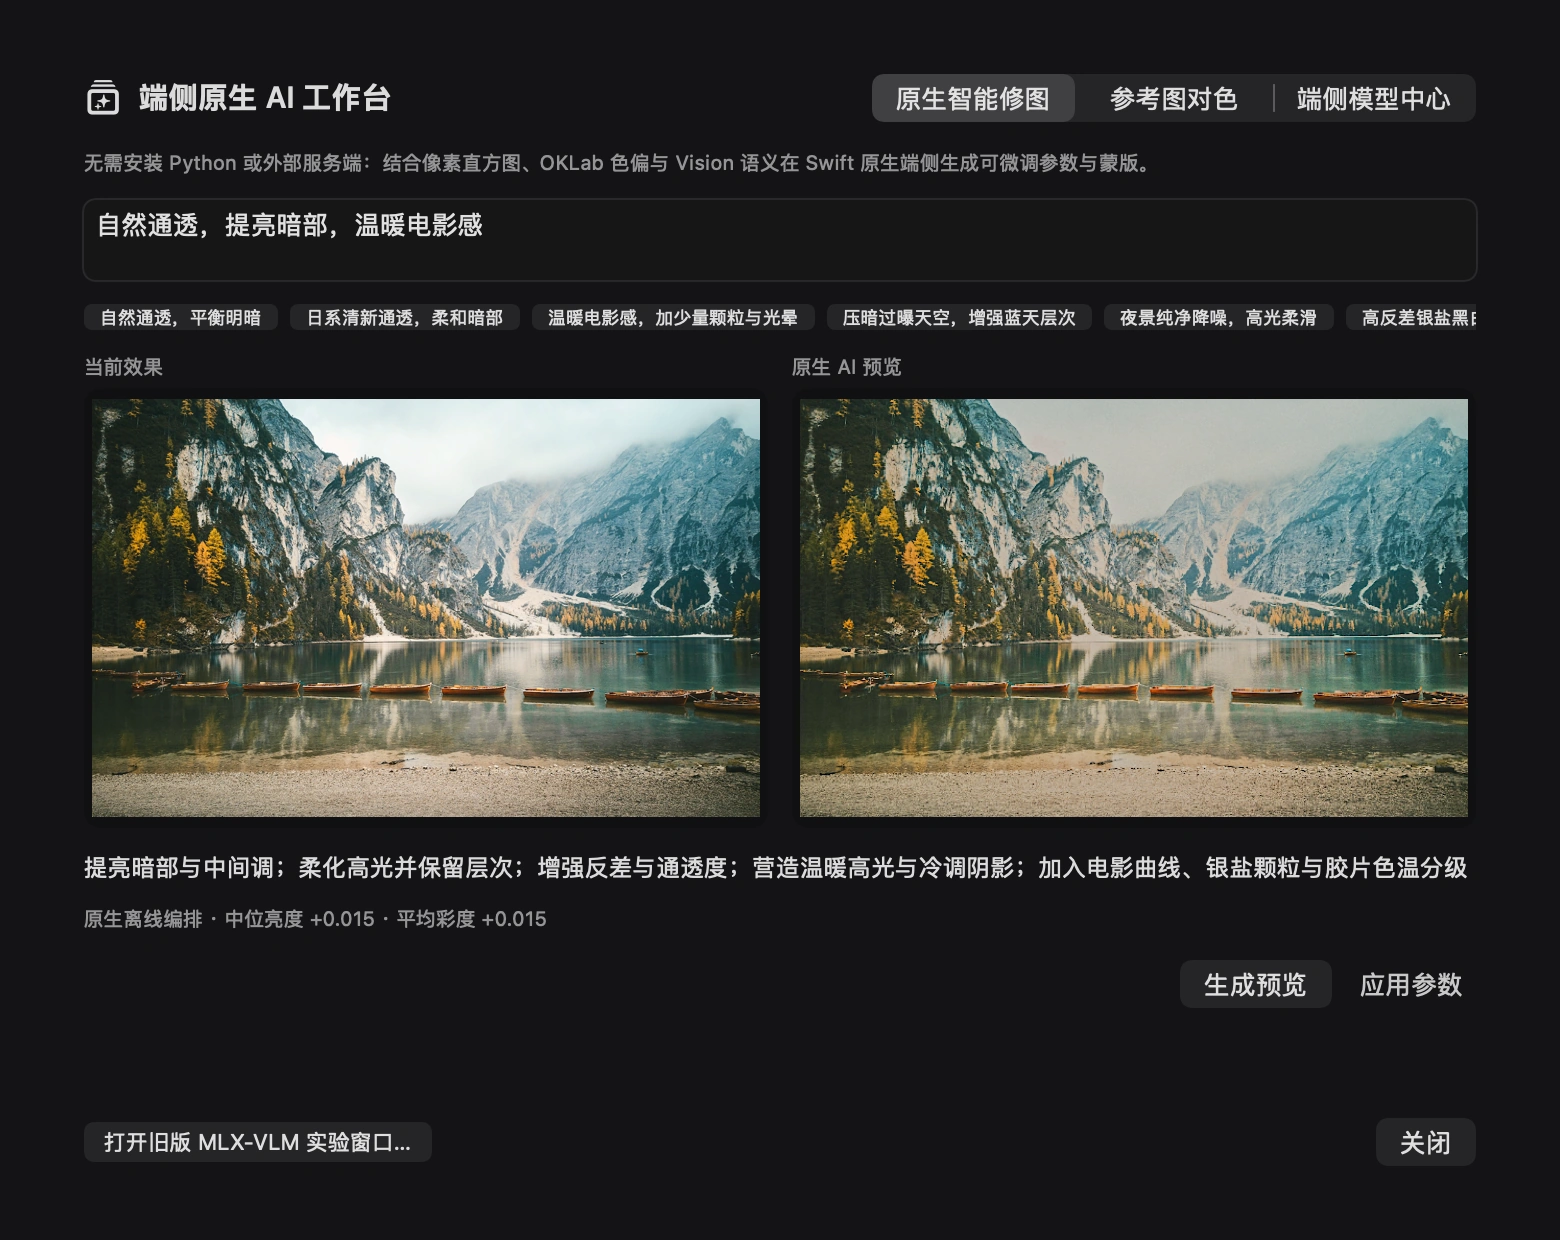 端侧原生 AI 工作台
原生智能修图 参考图对色 端侧模型中心
无需安装 Python 或外部服务端：结合像素直方图、OKLab 色偏与 Vision 语义在 Swift 原生端侧生成可微调参数与蒙版。
自然通透，提亮暗部，温暖电影感
自然通透，平衡明暗 日系清新通透，柔和暗部 温暖电影感，加少量颗粒与光晕 压暗过曝天空，增强蓝天层次 夜景纯净降噪，高光柔滑 高反差银盐黑
当前效果 原生 AI 预览
提亮暗部与中间调；柔化高光并保留层次；增强反差与通透度；营造温暖高光与冷调阴影；加入电影曲线、银盐颗粒与胶片色温分级
原生离线编排 · 中位亮度 +0.015 · 平均彩度 +0.015
生成预览 应用参数
打开旧版 MLX-VLM 实验窗口... 关闭